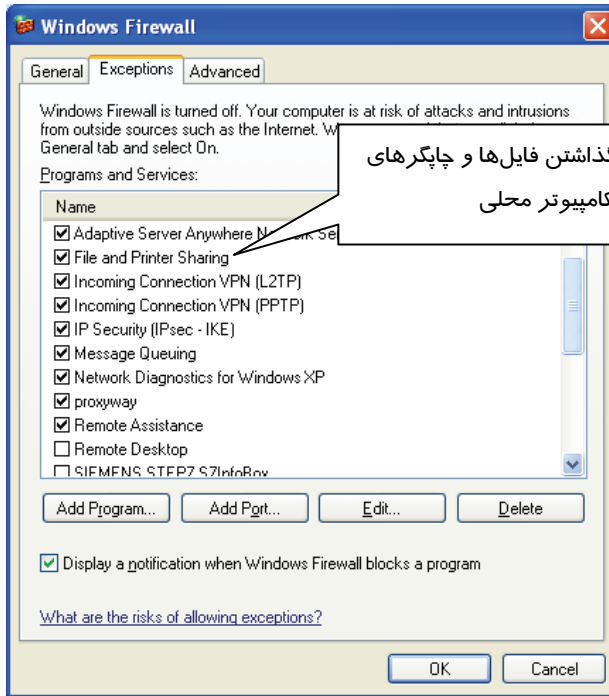 Windows Firewall
General Exceptions Advanced
Windows Firewall is turned off. Your computer is at risk of attacks and intrusions
from outside sources such as the Internet.
General tab and select On.
گذاشتن فایل‌ها و چاپگرهای
کامپیوتر محلی
Programs and Services:
Name
Adaptive Server Anywhere
File and Printer Sharing
Incoming Connection VPN (L2TP)
Incoming Connection VPN (PPTP)
IP Security (IPsec - IKE)
Message Queuing
Network Diagnostics for Windows XP
proxyway
Remote Assistance
Remote Desktop
SIEMENS STEP7 S7InfoBox
Add Program... Add Port... Edit... Delete
Display a notification when Windows Firewall blocks a program
What are the risks of allowing exceptions?
OK Cancel